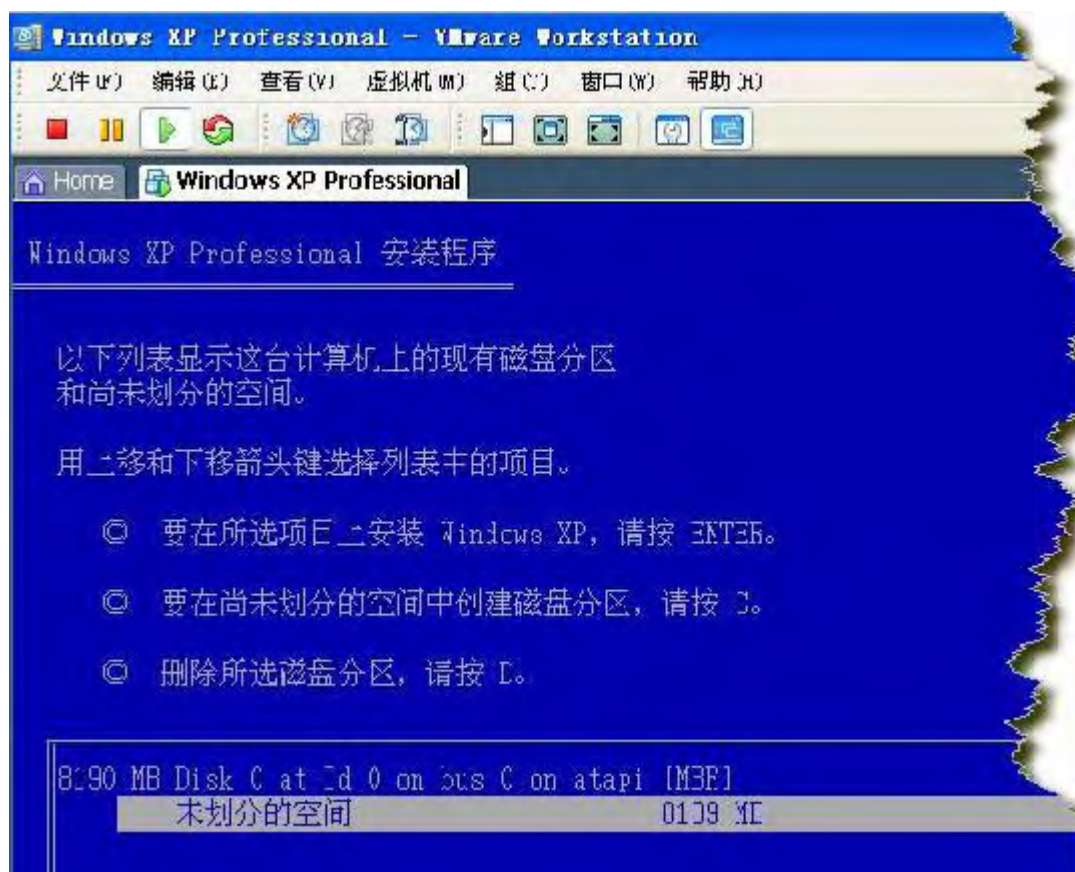 Windows XP Professional - VMware Workstation
文件(F) 编辑(E) 查看(V) 虚拟机(M) 组(T) 窗口(W) 帮助(H)
Home Windows XP Professional
Windows XP Professional 安装程序
以下列表显示这台计算机上的现有磁盘分区
和尚未划分的空间。
用上移和下移箭头键选择列表中的项目。
◎ 要在所选项目上安装 Windows XP，请按 ENTER。
◎ 要在尚未划分的空间中创建磁盘分区，请按 C。
◎ 删除所选磁盘分区，请按 D。
8190 MB Disk 0 at Id 0 on bus 0 on atapi [MBR]
未划分的空间 MB